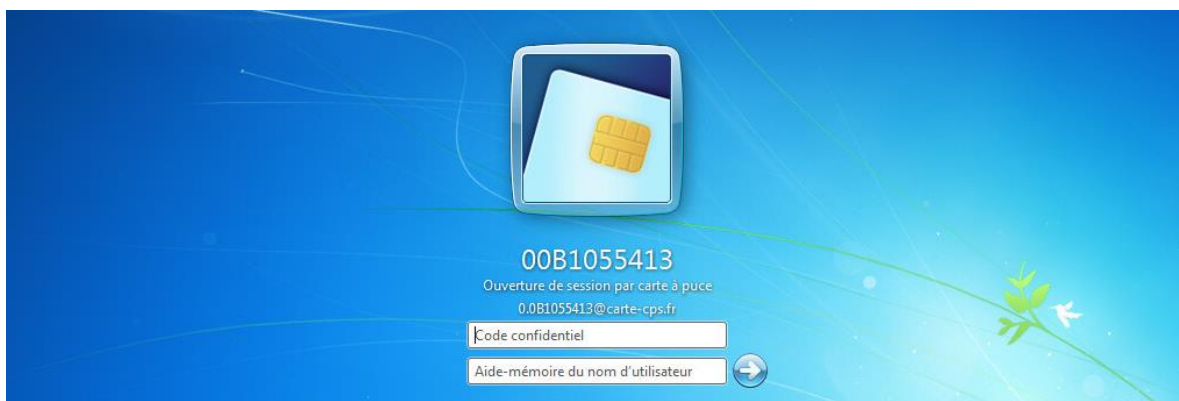 00B1055413
Ouverture de session par carte à puce
0.0B1055413@carte-cps.fr
Code confidentiel
Aide-mémoire du nom d'utilisateur